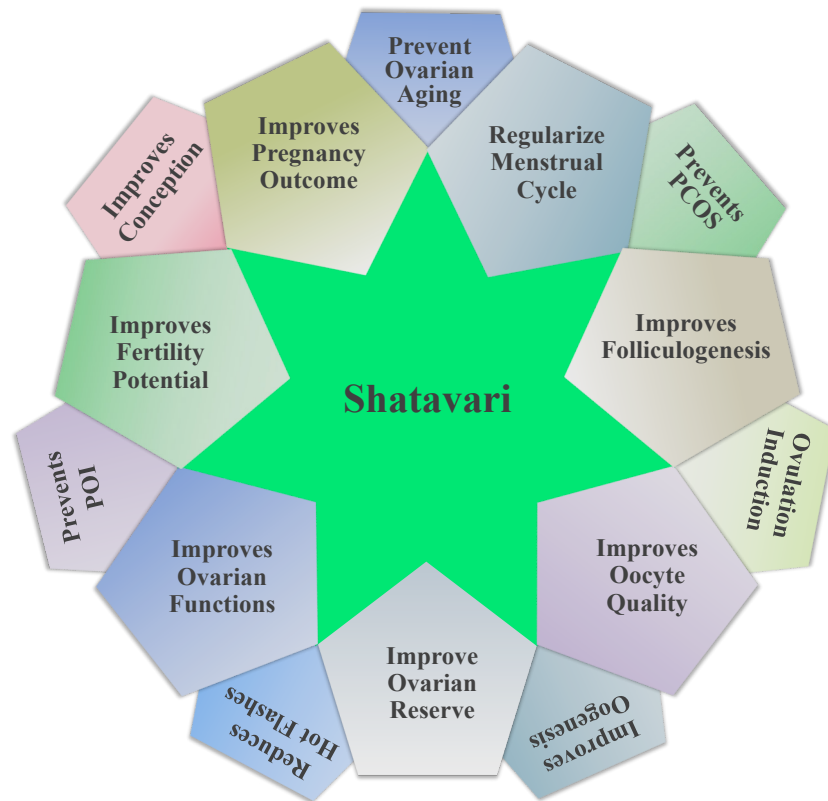 Prevent
Ovarian
Aging
Regularize
Menstrual
Cycle
Prevents
PCOS
Improves
Folliculogenesis
Ovulation
Induction
Improves
Oocyte
Quality
Improves
Oogenesis
Improve
Ovarian
Reserve
Reduces
Hot Flashes
Improves
Ovarian
Functions
Prevents
POI
Improves
Fertility
Potential
Improves
Conception
Improves
Pregnancy
Outcome
Shatavari